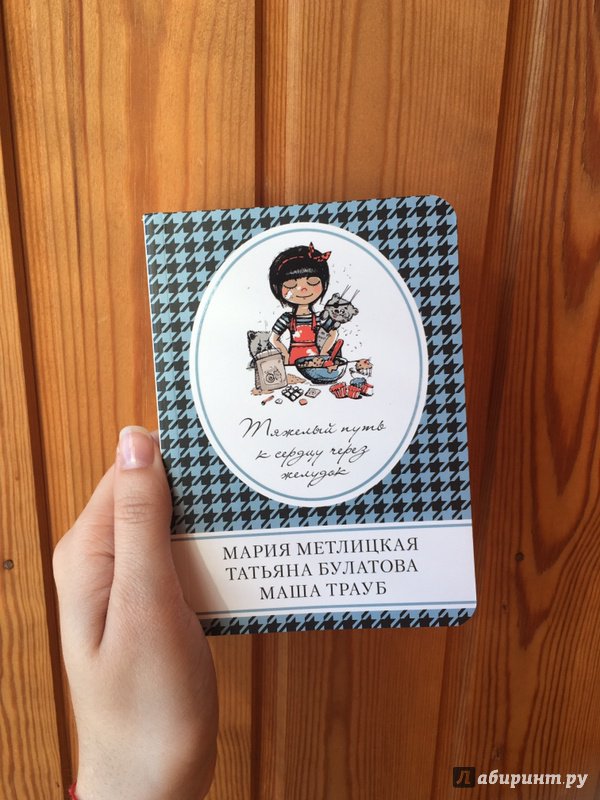 Тяжелый путь
к сердцу через
желудок
МАРИЯ МЕТЛИЦКАЯ
ТАТЬЯНА БУЛАТОВА
МАША ТРАУБ
Лабиринт.ру